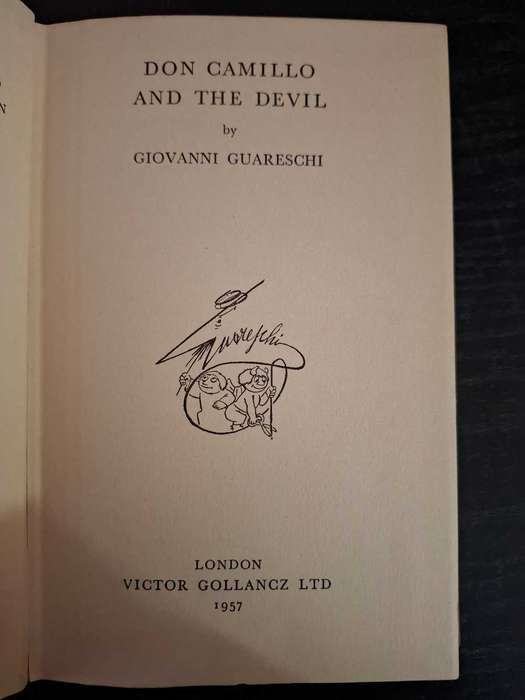 DON CAMILLO
AND THE DEVIL
by
GIOVANNI GUARESCHI
Guareschi
LONDON
VICTOR GOLLANCZ LTD
1957
N